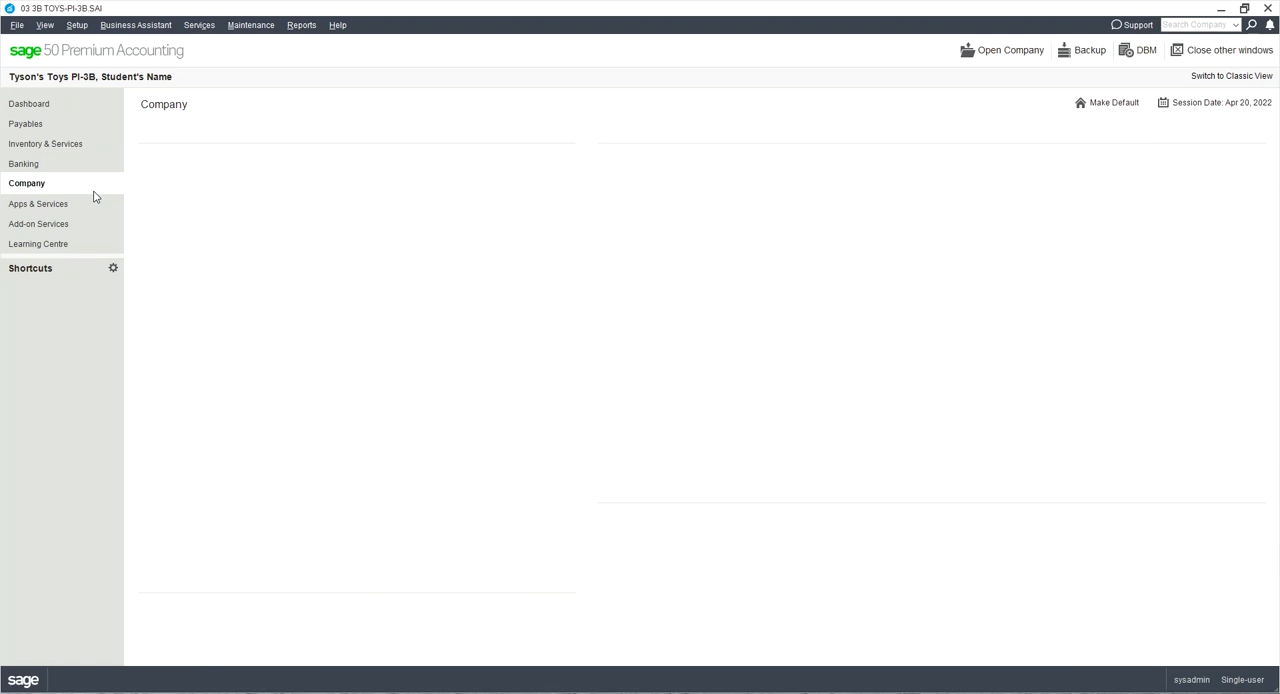 03 3B TOYS-PI-3B.SAI
File View Setup Business Assistant Services Maintenance Reports Help
Support Search Company
sage 50 Premium Accounting
Open Company Backup DBM Close other windows
Tyson's Toys PI-3B, Student's Name
Switch to Classic View
Dashboard
Payables
Inventory & Services
Banking
Company
Apps & Services
Add-on Services
Learning Centre
Shortcuts
Company
Make Default Session Date: Apr 20, 2022
sage
sysadmin Single-user